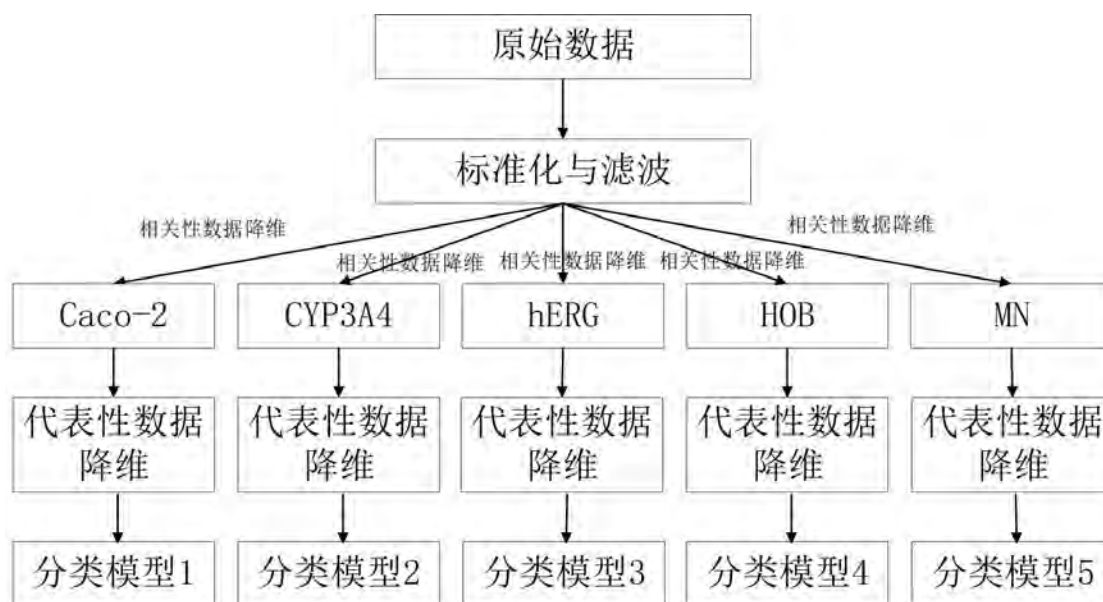 原始数据
标准化与滤波
相关性数据降维
相关性数据降维
相关性数据降维
相关性数据降维
相关性数据降维
Caco-2
CYP3A4
hERG
HOB
MN
代表性数据
降维
代表性数据
降维
代表性数据
降维
代表性数据
降维
代表性数据
降维
分类模型1
分类模型2
分类模型3
分类模型4
分类模型5